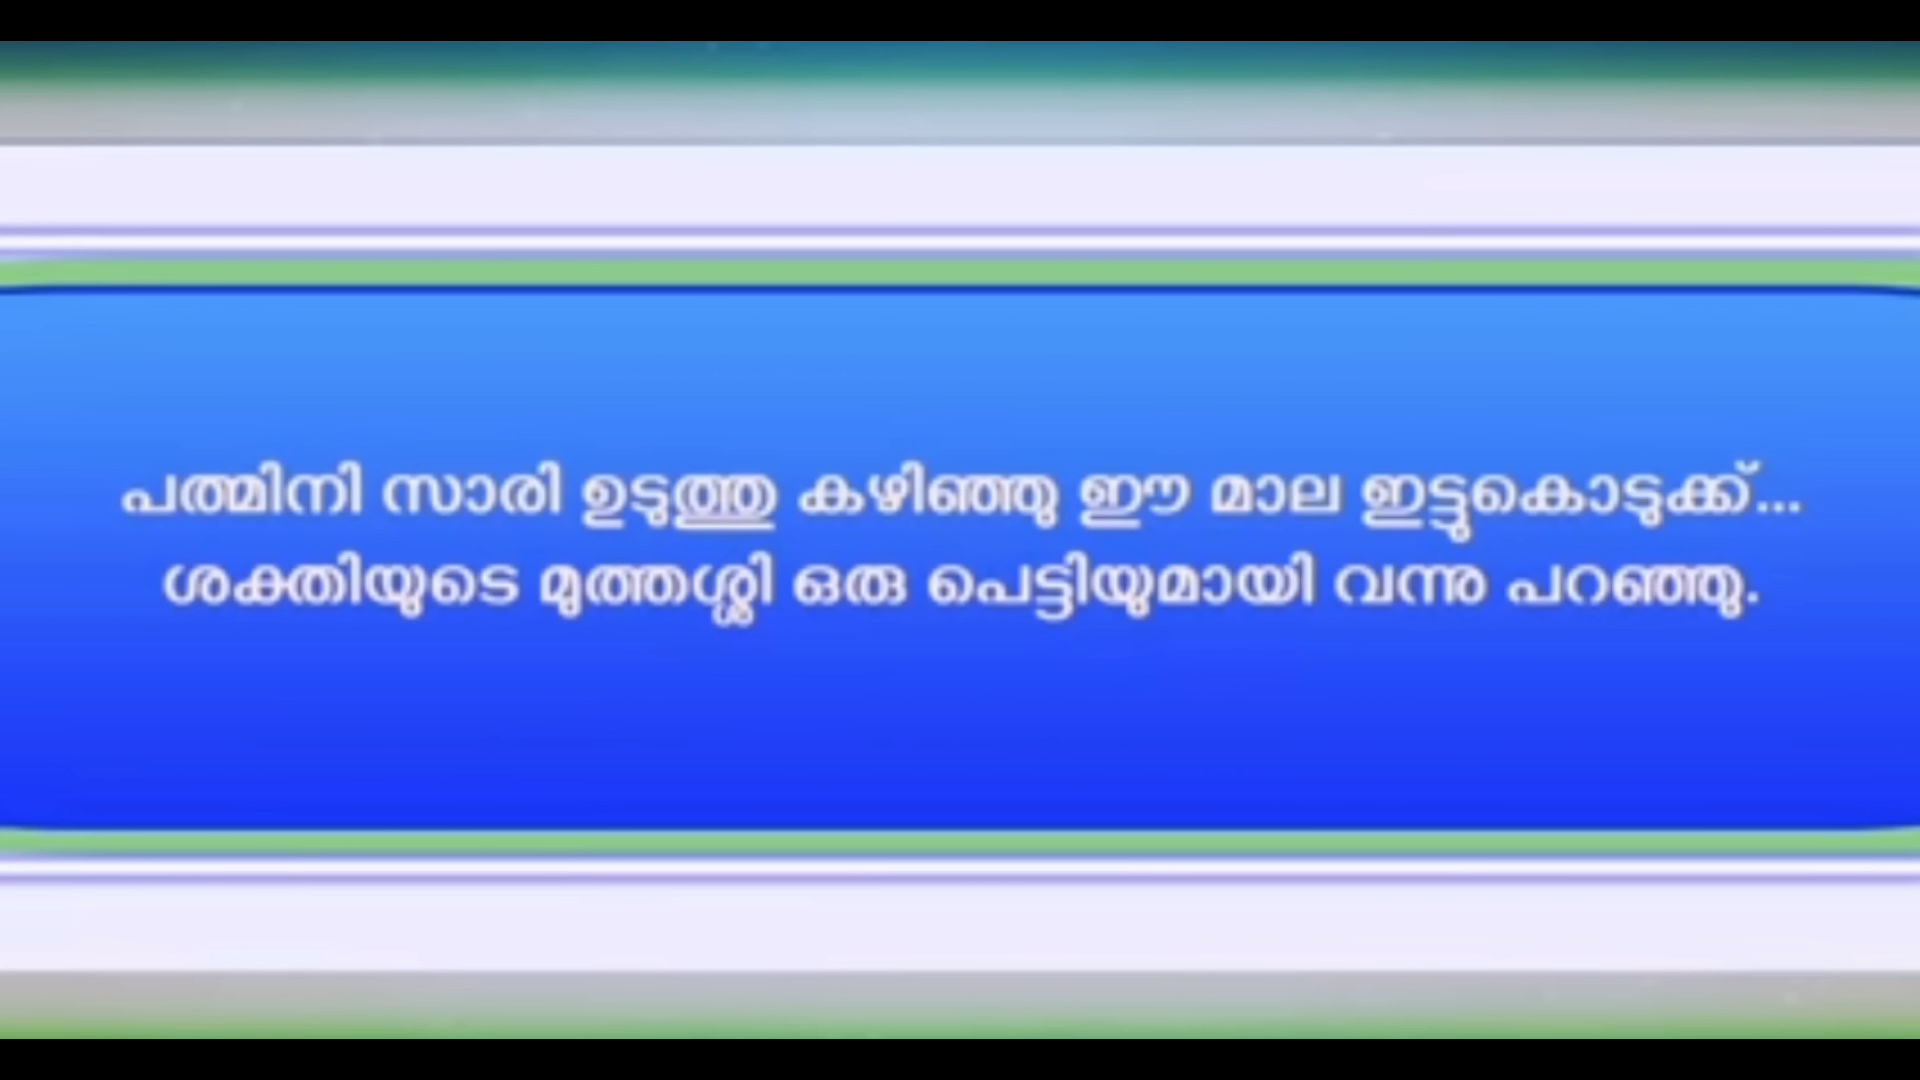 പത്മിനി സാരി ഉടുത്തു കഴിഞ്ഞു ഈ മാല ഇട്ടുകൊടുക്ക്...
ശക്തിയുടെ മുത്തശ്ശി ഒരു പെട്ടിയുമായി വന്നു പറഞ്ഞു.